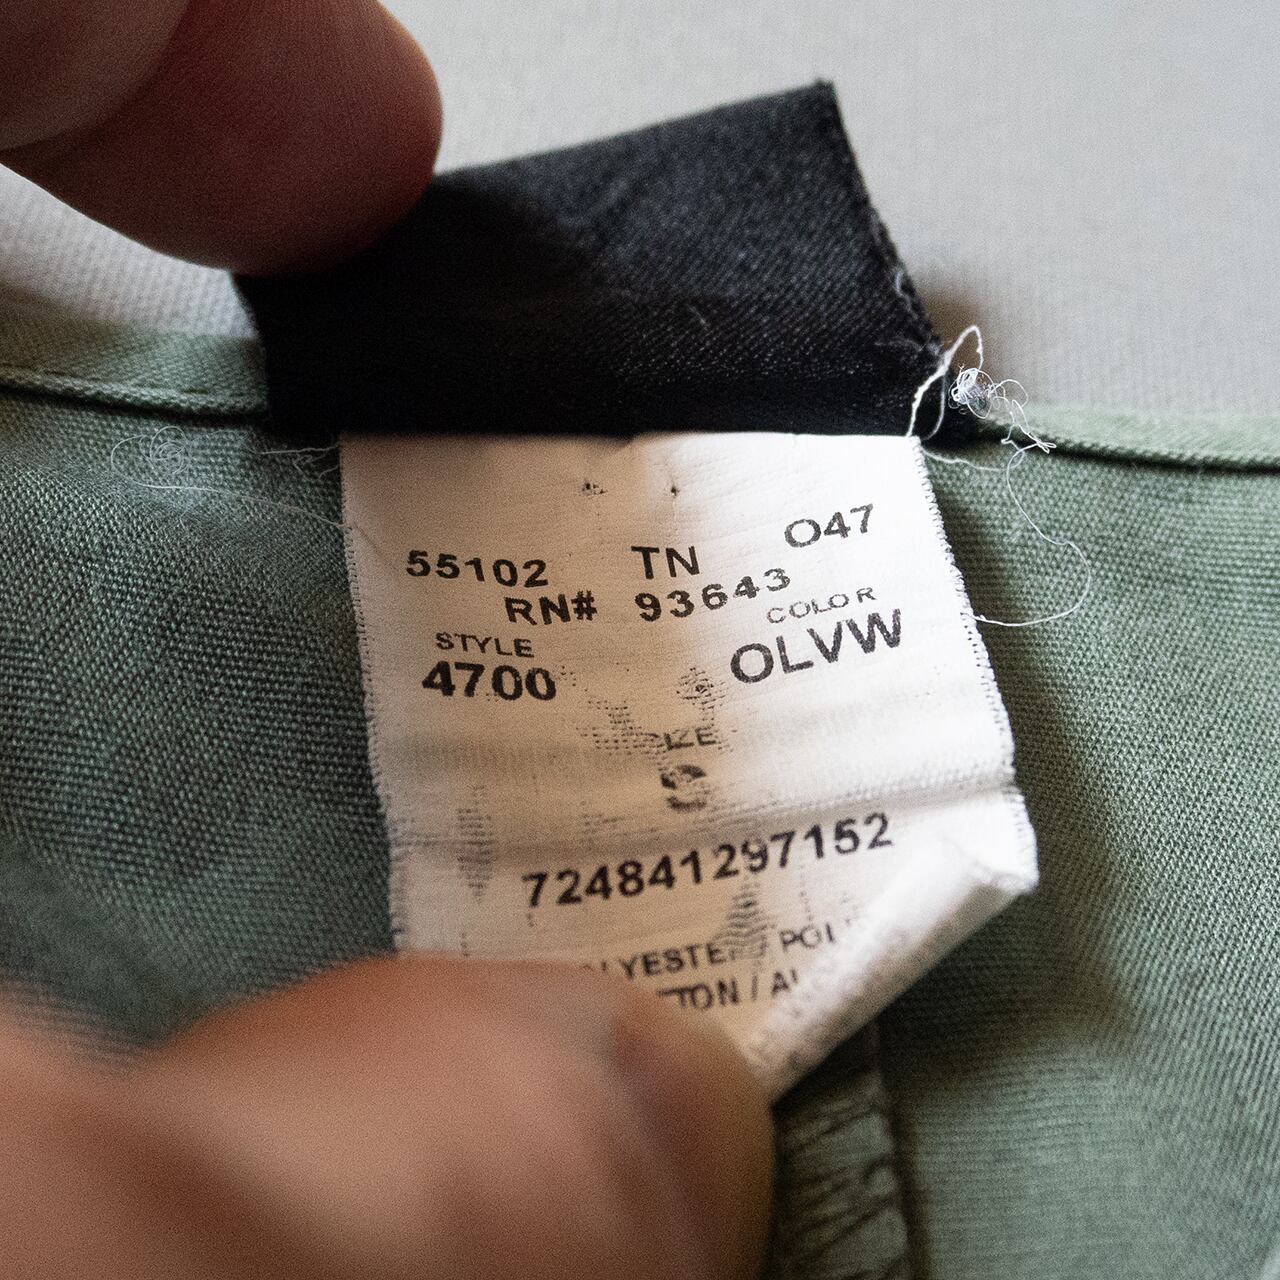 55102 TN O47
RN# 93643
STYLE COLOR
4700 OLVW
724841297152